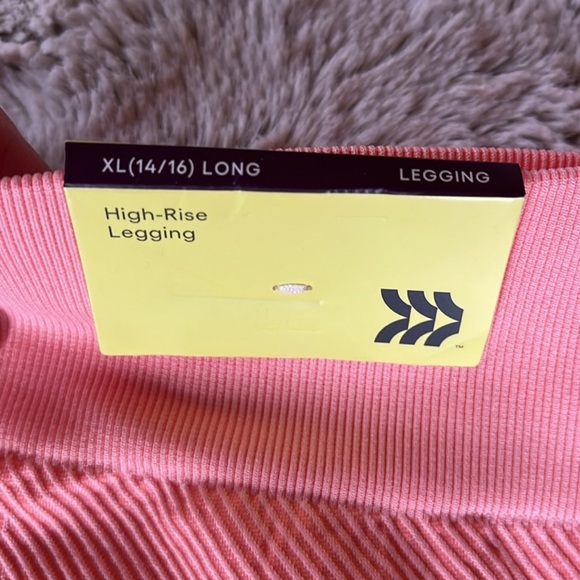 XL(14/16) LONG LEGGING
High-Rise
Legging
TM